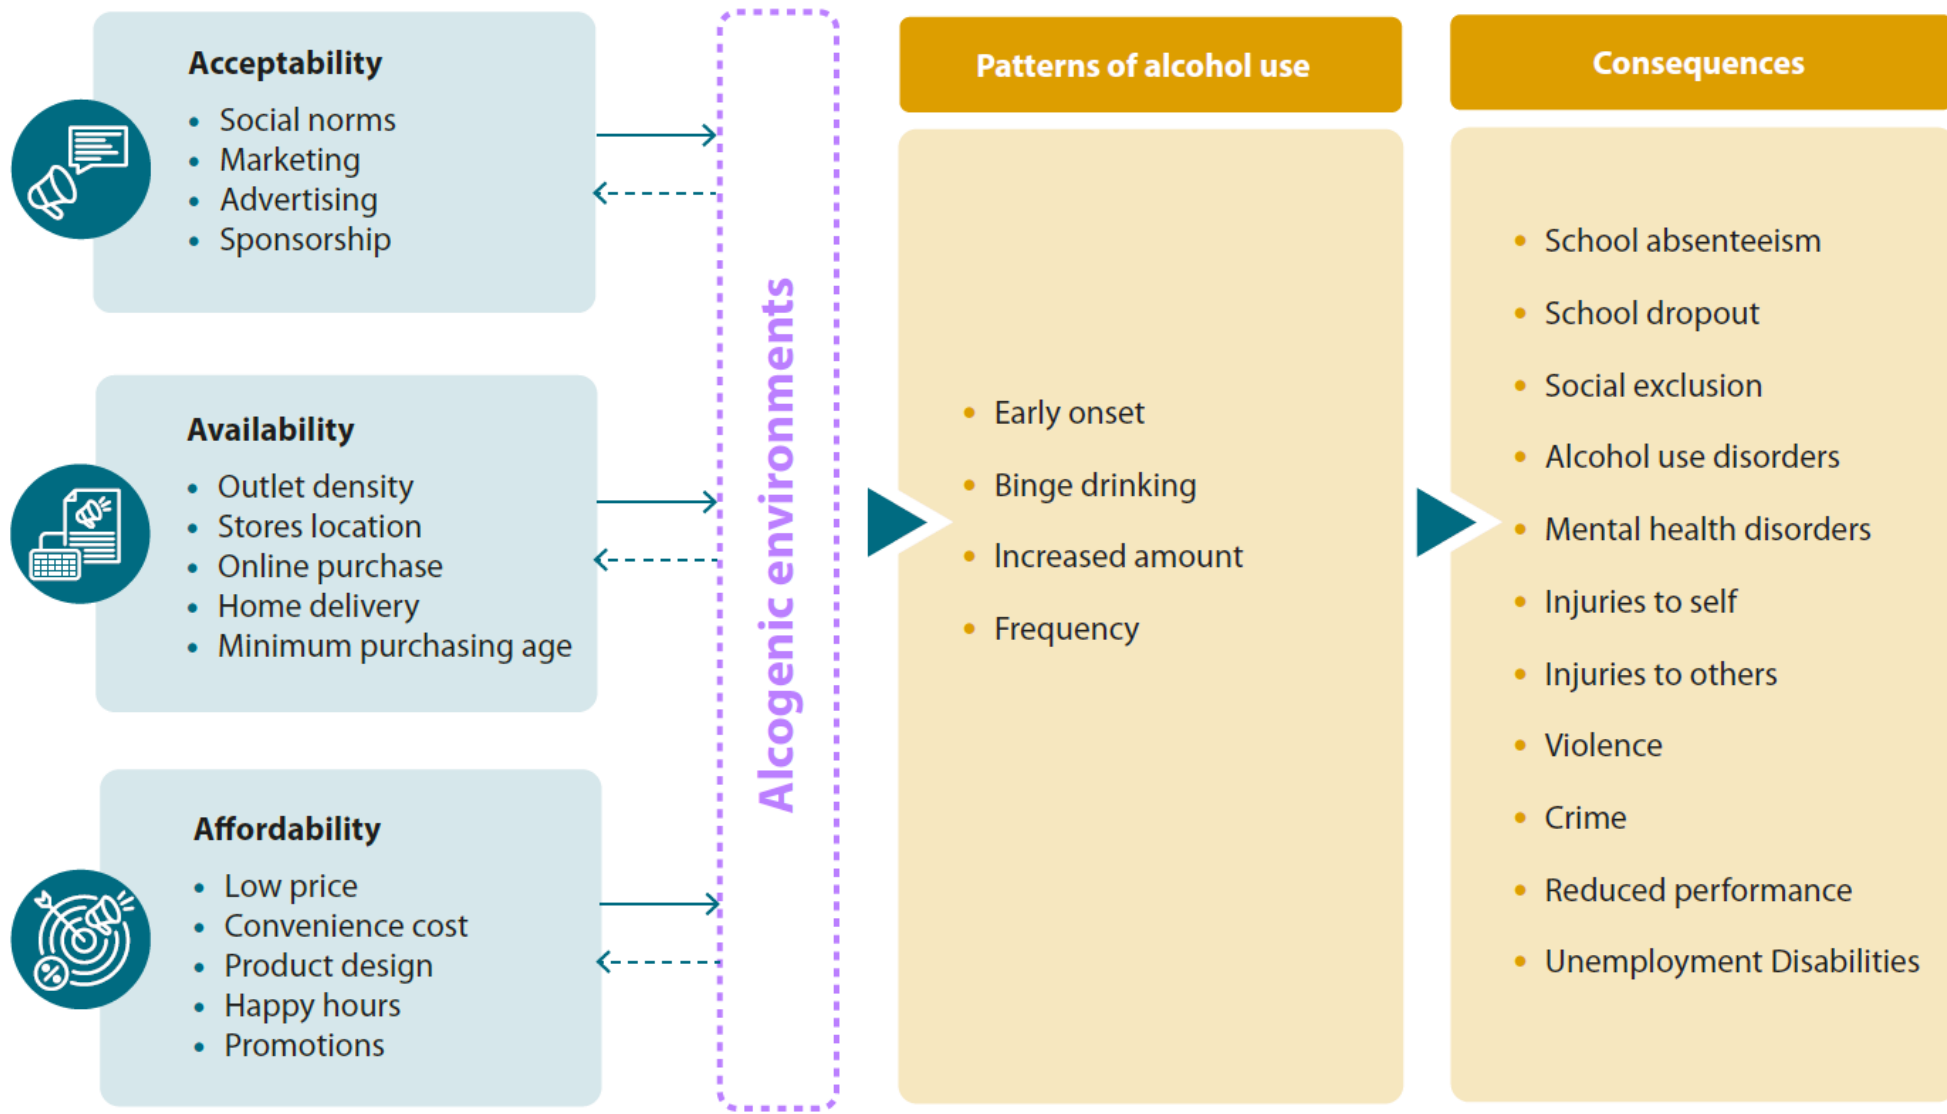 Acceptability
• Social norms
• Marketing
• Advertising
• Sponsorship
Availability
• Outlet density
• Stores location
• Online purchase
• Home delivery
• Minimum purchasing age
Affordability
• Low price
• Convenience cost
• Product design
• Happy hours
• Promotions
Alcogenic environments
Patterns of alcohol use
• Early onset
• Binge drinking
• Increased amount
• Frequency
Consequences
• School absenteeism
• School dropout
• Social exclusion
• Alcohol use disorders
• Mental health disorders
• Injuries to self
• Injuries to others
• Violence
• Crime
• Reduced performance
• Unemployment Disabilities